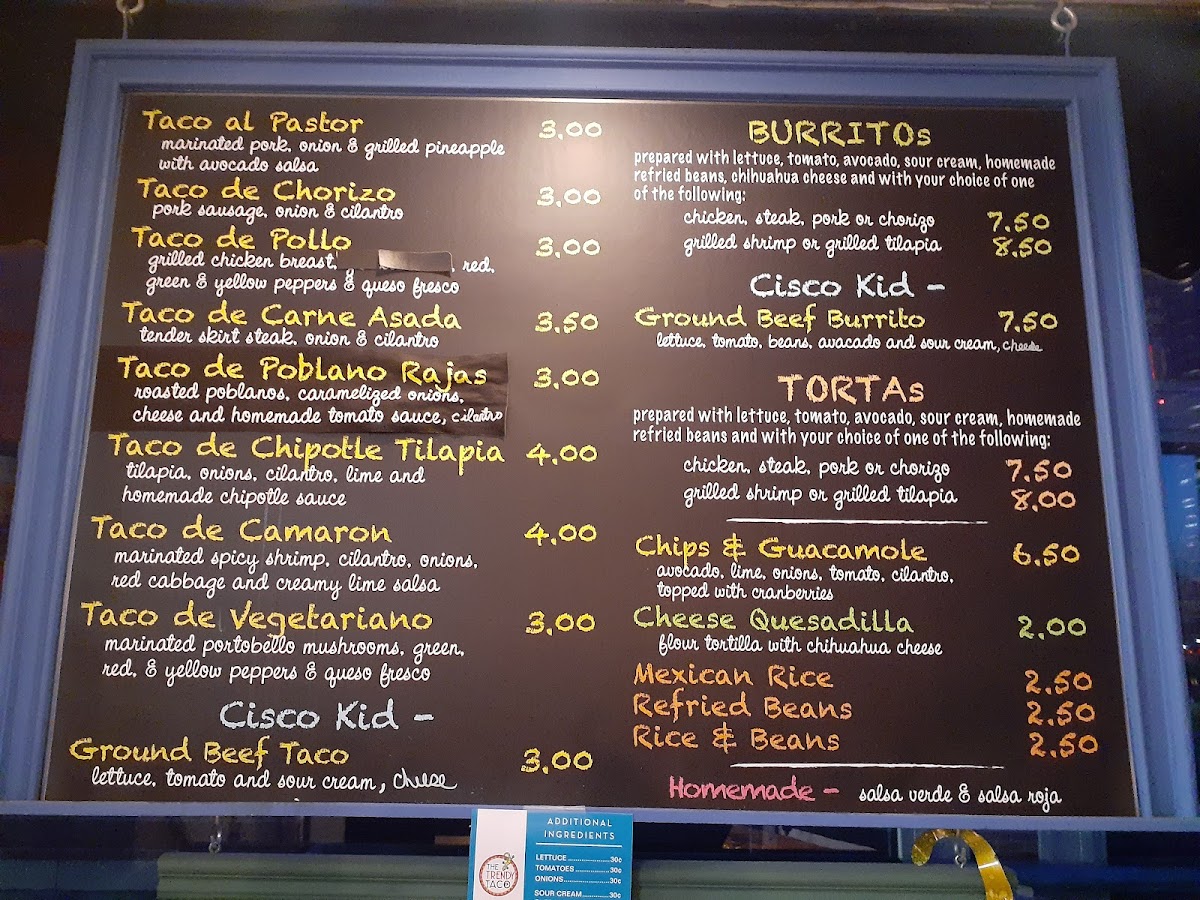 Taco al Pastor 3.00
marinated pork, onion & grilled pineapple
with avocado salsa
Taco de Chorizo 3.00
pork sausage, onion & cilantro
Taco de Pollo 3.00
grilled chicken breast, red,
green & yellow peppers & queso fresco
Taco de Carne Asada 3.50
tender skirt steak, onion & cilantro
Taco de Poblano Rajas 3.00
roasted poblanos, caramelized onions,
cheese and homemade tomato sauce, cilantro
Taco de Chipotle Tilapia 4.00
tilapia, onions, cilantro, lime and
homemade chipotle sauce
Taco de Camaron 4.00
marinated spicy shrimp, cilantro, onions,
red cabbage and creamy lime salsa
Taco de Vegetariano 3.00
marinated portobello mushrooms, green,
red, & yellow peppers & queso fresco
Cisco Kid -
Ground Beef Taco 3.00
lettuce, tomato and sour cream, cheese
BURRITOs
prepared with lettuce, tomato, avocado, sour cream, homemade
refried beans, chihuahua cheese and with your choice of one
of the following:
chicken, steak, pork or chorizo 7.50
grilled shrimp or grilled tilapia 8.50
Cisco Kid -
Ground Beef Burrito 7.50
lettuce, tomato, beans, avacado and sour cream, cheese
TORTAs
prepared with lettuce, tomato, avocado, sour cream, homemade
refried beans and with your choice of one of the following:
chicken, steak, pork or chorizo 7.50
grilled shrimp or grilled tilapia 8.00
Chips & Guacamole 6.50
avocado, lime, onions, tomato, cilantro,
topped with cranberries
Cheese Quesadilla 2.00
flour tortilla with chihuahua cheese
Mexican Rice 2.50
Refried Beans 2.50
Rice & Beans 2.50
Homemade - salsa verde & salsa roja
THE
TRENDY
TACO
ADDITIONAL
INGREDIENTS
LETTUCE 30¢
TOMATOES 30¢
ONIONS 30¢
SOUR CREAM 30¢